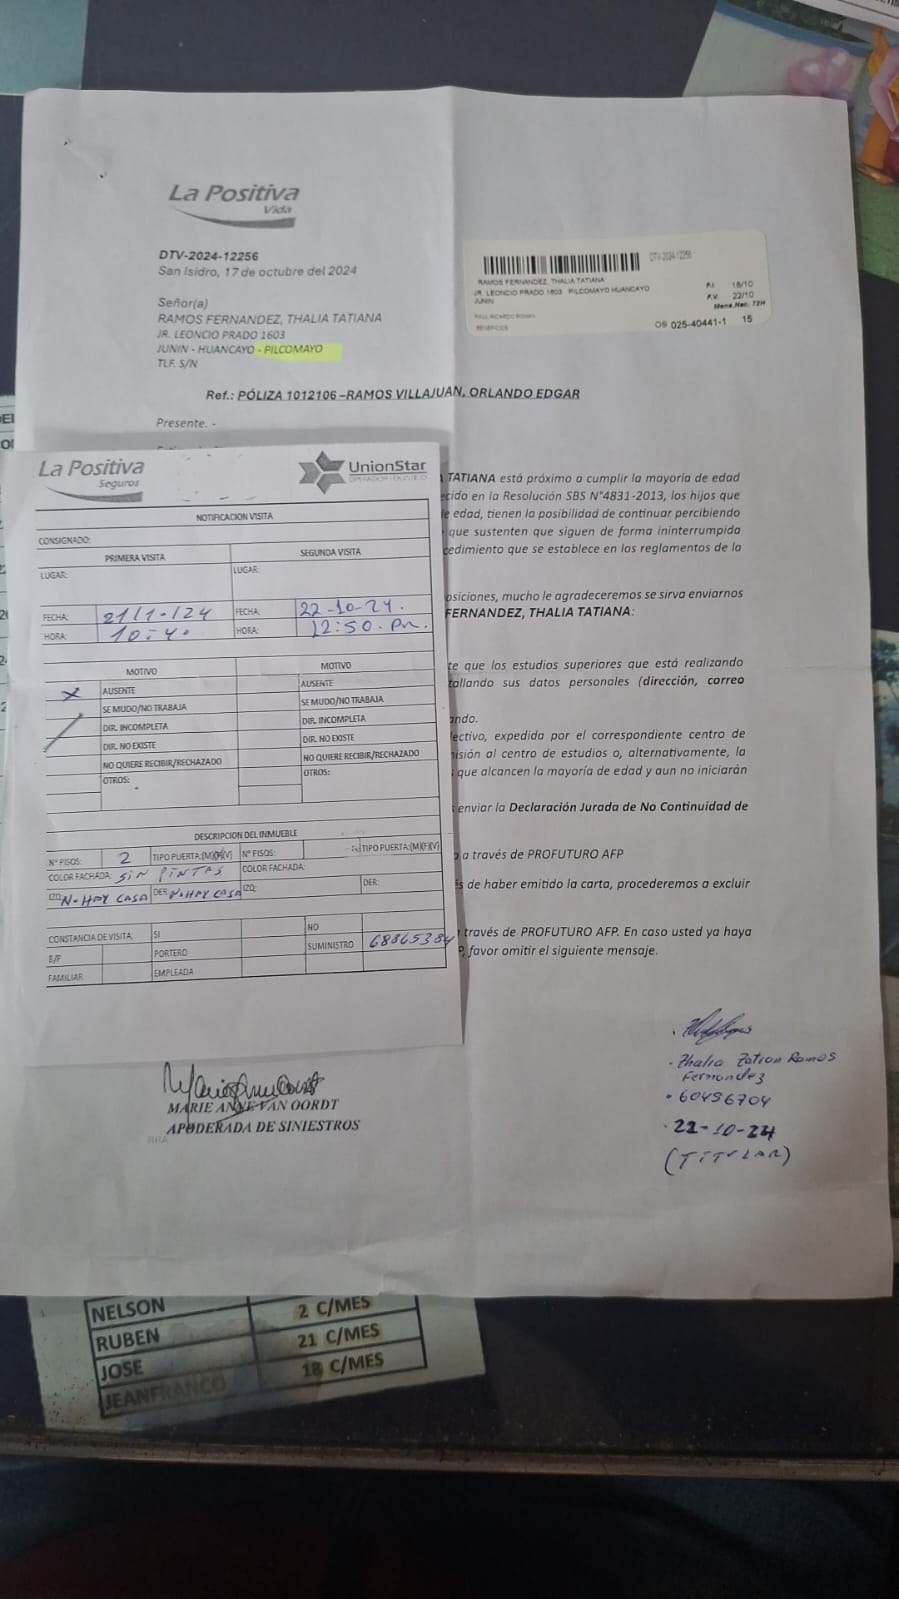 La Positiva
Vida
DTV-2024-12256
San Isidro, 17 de octubre del 2024
Señor(a)
RAMOS FERNANDEZ, THALIA TATIANA
JR. LEONCIO PRADO 1603
JUNIN - HUANCAYO - PILCOMAYO
TLF. S/N
DTV-2024-12256
RAMOS FERNANDEZ, THALIA TATIANA
JR. LEONCIO PRADO 1603 PILCOMAYO HUANCAYO
JUNIN
F.I. 18/10
F.V. 22/10
Mens.Nac. 72H
BENEFICIOS
OS 025-40441-1 15
Ref.: PÓLIZA 1012106 –RAMOS VILLAJUAN, ORLANDO EDGAR
Presente. -
TATIANA está próximo a cumplir la mayoría de edad
ecido en la Resolución SBS N°4831-2013, los hijos que
e edad, tienen la posibilidad de continuar percibiendo
que sustenten que siguen de forma ininterrumpida
cedimiento que se establece en los reglamentos de la
osiciones, mucho le agradeceremos se sirva enviarnos
FERNANDEZ, THALIA TATIANA:
te que los estudios superiores que está realizando
tallando sus datos personales (dirección, correo
ando.
ectivo, expedida por el correspondiente centro de
nisión al centro de estudios o, alternativamente, la
que alcancen la mayoría de edad y aun no iniciarán
enviar la Declaración Jurada de No Continuidad de
a través de PROFUTURO AFP
s de haber emitido la carta, procederemos a excluir
través de PROFUTURO AFP. En caso usted ya haya
, favor omitir el siguiente mensaje.
La Positiva
Seguros
UnionStar
NOTIFICACION VISITA
CONSIGNADO:
PRIMERA VISITA SEGUNDA VISITA
LUGAR: LUGAR:
FECHA: 21/1-/24 FECHA: 22-10-24.
HORA: 10:40 HORA: 12:50. Pn.
MOTIVO MOTIVO
X AUSENTE AUSENTE
SE MUDO/NO TRABAJA SE MUDO/NO TRABAJA
DIR. INCOMPLETA DIR. INCOMPLETA
DIR. NO EXISTE DIR. NO EXISTE
NO QUIERE RECIBIR/RECHAZADO NO QUIERE RECIBIR/RECHAZADO
OTROS: OTROS:
DESCRIPCION DEL INMUEBLE
N° PISOS: 2 TIPO PUERTA:(M)(F)(V) N° PISOS: TIPO PUERTA:(M)(F)(V)
COLOR FACHADA: SIN PINTAS COLOR FACHADA:
IZQ: N-HAY CASA DER: N-HAY CASA IZQ: DER:
CONSTANCIA DE VISITA: SI NO
B/P PORTERO SUMINISTRO 68865384
FAMILIAR EMPLEADA
MARIE ANNE VAN OORDT
APODERADA DE SINIESTROS
RRA
Thalia Tatian Ramos
Fernandez
60496704
22-10-24
(TITULAR)
NELSON 2 C/MES
RUBEN 21 C/MES
JOSE 18 C/MES
JEANFRANCO